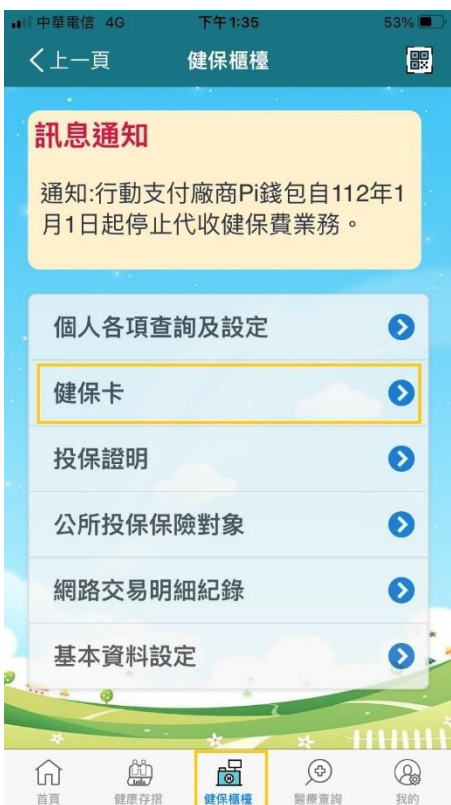 中華電信 4G 下午1:35 53%
上一頁 健保櫃檯
訊息通知
通知:行動支付廠商Pi錢包自112年1
月1日起停止代收健保費業務。
個人各項查詢及設定
健保卡
投保證明
公所投保保險對象
網路交易明細紀錄
基本資料設定
首頁 健康存摺 健保櫃檯 醫療查詢 我的